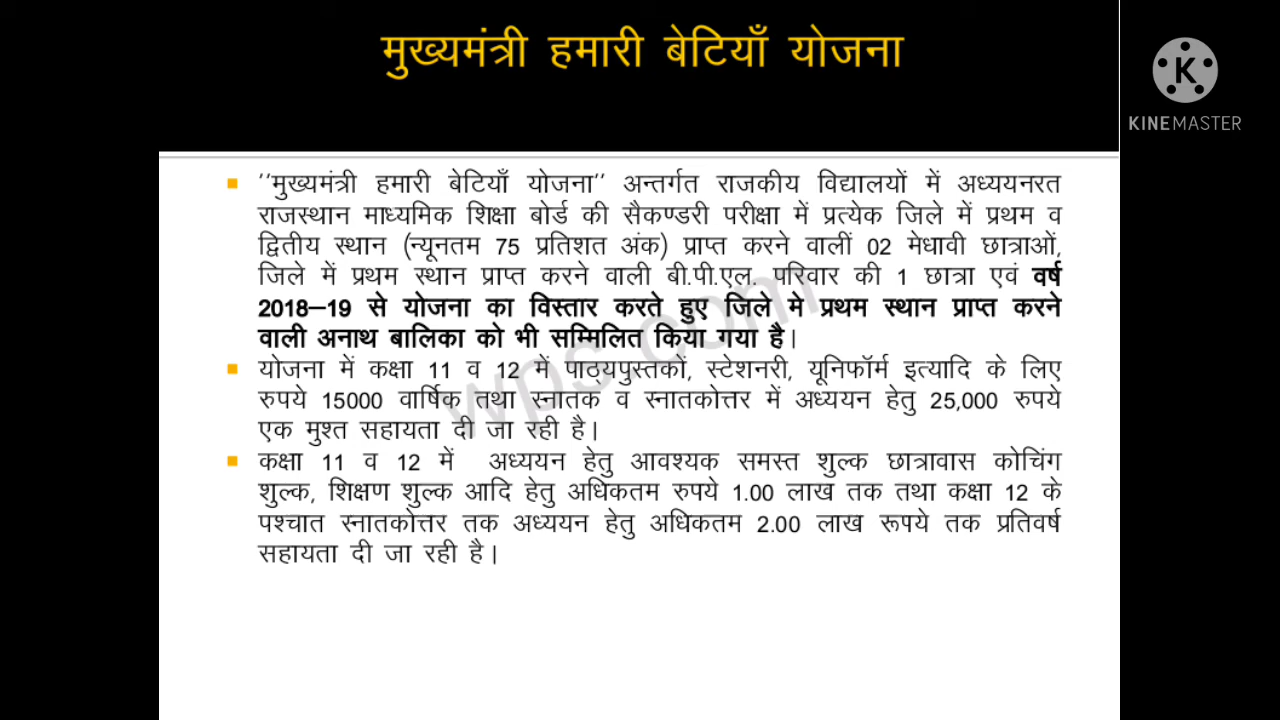 मुख्यमंत्री हमारी बेटियाँ योजना
K
KINEMASTER
''मुख्यमंत्री हमारी बेटियाँ योजना'' अन्तर्गत राजकीय विद्यालयों में अध्ययनरत
राजस्थान माध्यमिक शिक्षा बोर्ड की सैकण्डरी परीक्षा में प्रत्येक जिले में प्रथम व
द्वितीय स्थान (न्यूनतम 75 प्रतिशत अंक) प्राप्त करने वालीं 02 मेधावी छात्राओं,
जिले में प्रथम स्थान प्राप्त करने वाली बी.पी.एल. परिवार की 1 छात्रा एवं वर्ष
2018–19 से योजना का विस्तार करते हुए जिले मे प्रथम स्थान प्राप्त करने
वाली अनाथ बालिका को भी सम्मिलित किया गया है।
योजना में कक्षा 11 व 12 में पाठ्यपुस्तकों, स्टेशनरी, यूनिफॉर्म इत्यादि के लिए
रुपये 15000 वार्षिक तथा स्नातक व स्नातकोत्तर में अध्ययन हेतु 25,000 रुपये
एक मुश्त सहायता दी जा रही है।
कक्षा 11 व 12 में अध्ययन हेतु आवश्यक समस्त शुल्क छात्रावास कोचिंग
शुल्क, शिक्षण शुल्क आदि हेतु अधिकतम रुपये 1.00 लाख तक तथा कक्षा 12 के
पश्चात स्नातकोत्तर तक अध्ययन हेतु अधिकतम 2.00 लाख रूपये तक प्रतिवर्ष
सहायता दी जा रही है।
wps.com